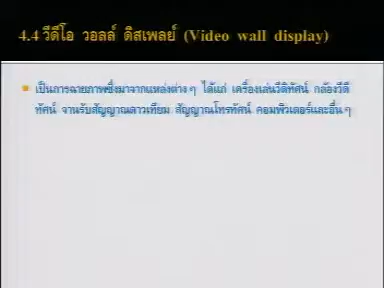 4.4 วีดีโอ วอลล์ ดิสเพลย์ (Video wall display)
เป็นการฉายภาพซึ่งมาจากแหล่งต่าง ๆ ได้แก่ เครื่องเล่นวีดิทัศน์ กล้องวีดิ
ทัศน์ จานรับสัญญาณดาวเทียม สัญญาณโทรทัศน์ คอมพิวเตอร์และอื่น ๆ